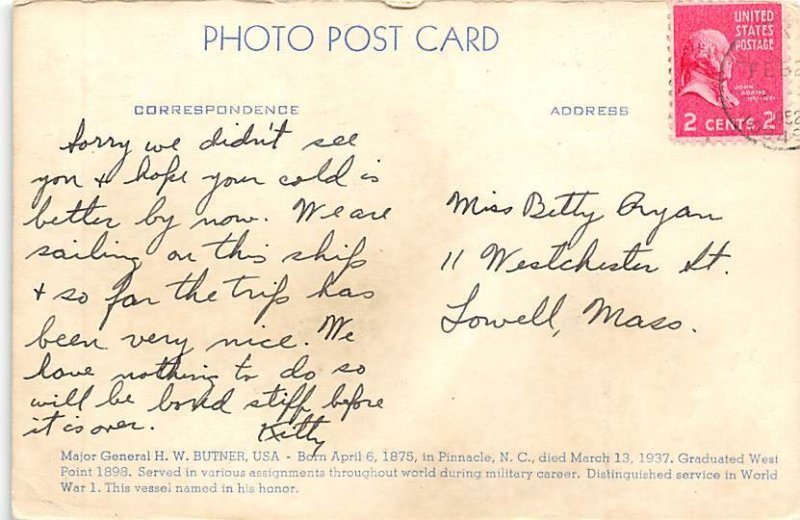 PHOTO POST CARD
UNITED
STATES
POSTAGE
JOHN
ADAMS
2 CENTS 2
CORRESPONDENCE
ADDRESS
Sorry we didn't see
you + hope your cold is
better by now. We are
sailing on this ship
+ so far the trip has
been very nice. We
have nothing to do so
will be bord stiff before
it is over.
Kitty
Miss Betty Ryan
11 Westchester St.
Lowell, Mass.
Major General H. W. BUTNER, USA - Born April 6, 1875, in Pinnacle, N. C., died March 13, 1937. Graduated West
Point 1898. Served in various assignments throughout world during military career. Distinguished service in World
War 1. This vessel named in his honor.